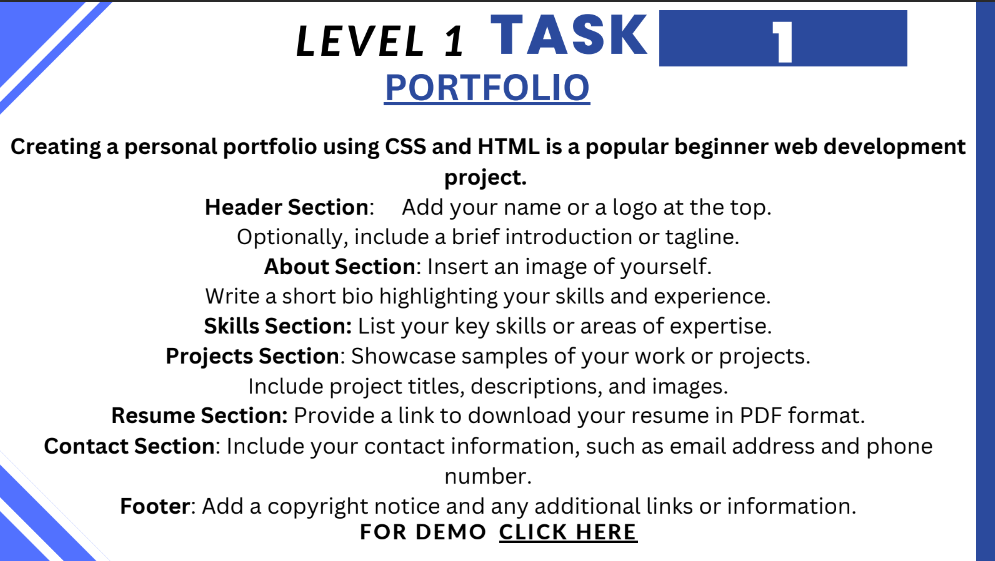 LEVEL 1 TASK 1
PORTFOLIO
Creating a personal portfolio using CSS and HTML is a popular beginner web development
project.
Header Section: Add your name or a logo at the top.
Optionally, include a brief introduction or tagline.
About Section: Insert an image of yourself.
Write a short bio highlighting your skills and experience.
Skills Section: List your key skills or areas of expertise.
Projects Section: Showcase samples of your work or projects.
Include project titles, descriptions, and images.
Resume Section: Provide a link to download your resume in PDF format.
Contact Section: Include your contact information, such as email address and phone
number.
Footer: Add a copyright notice and any additional links or information.
FOR DEMO CLICK HERE